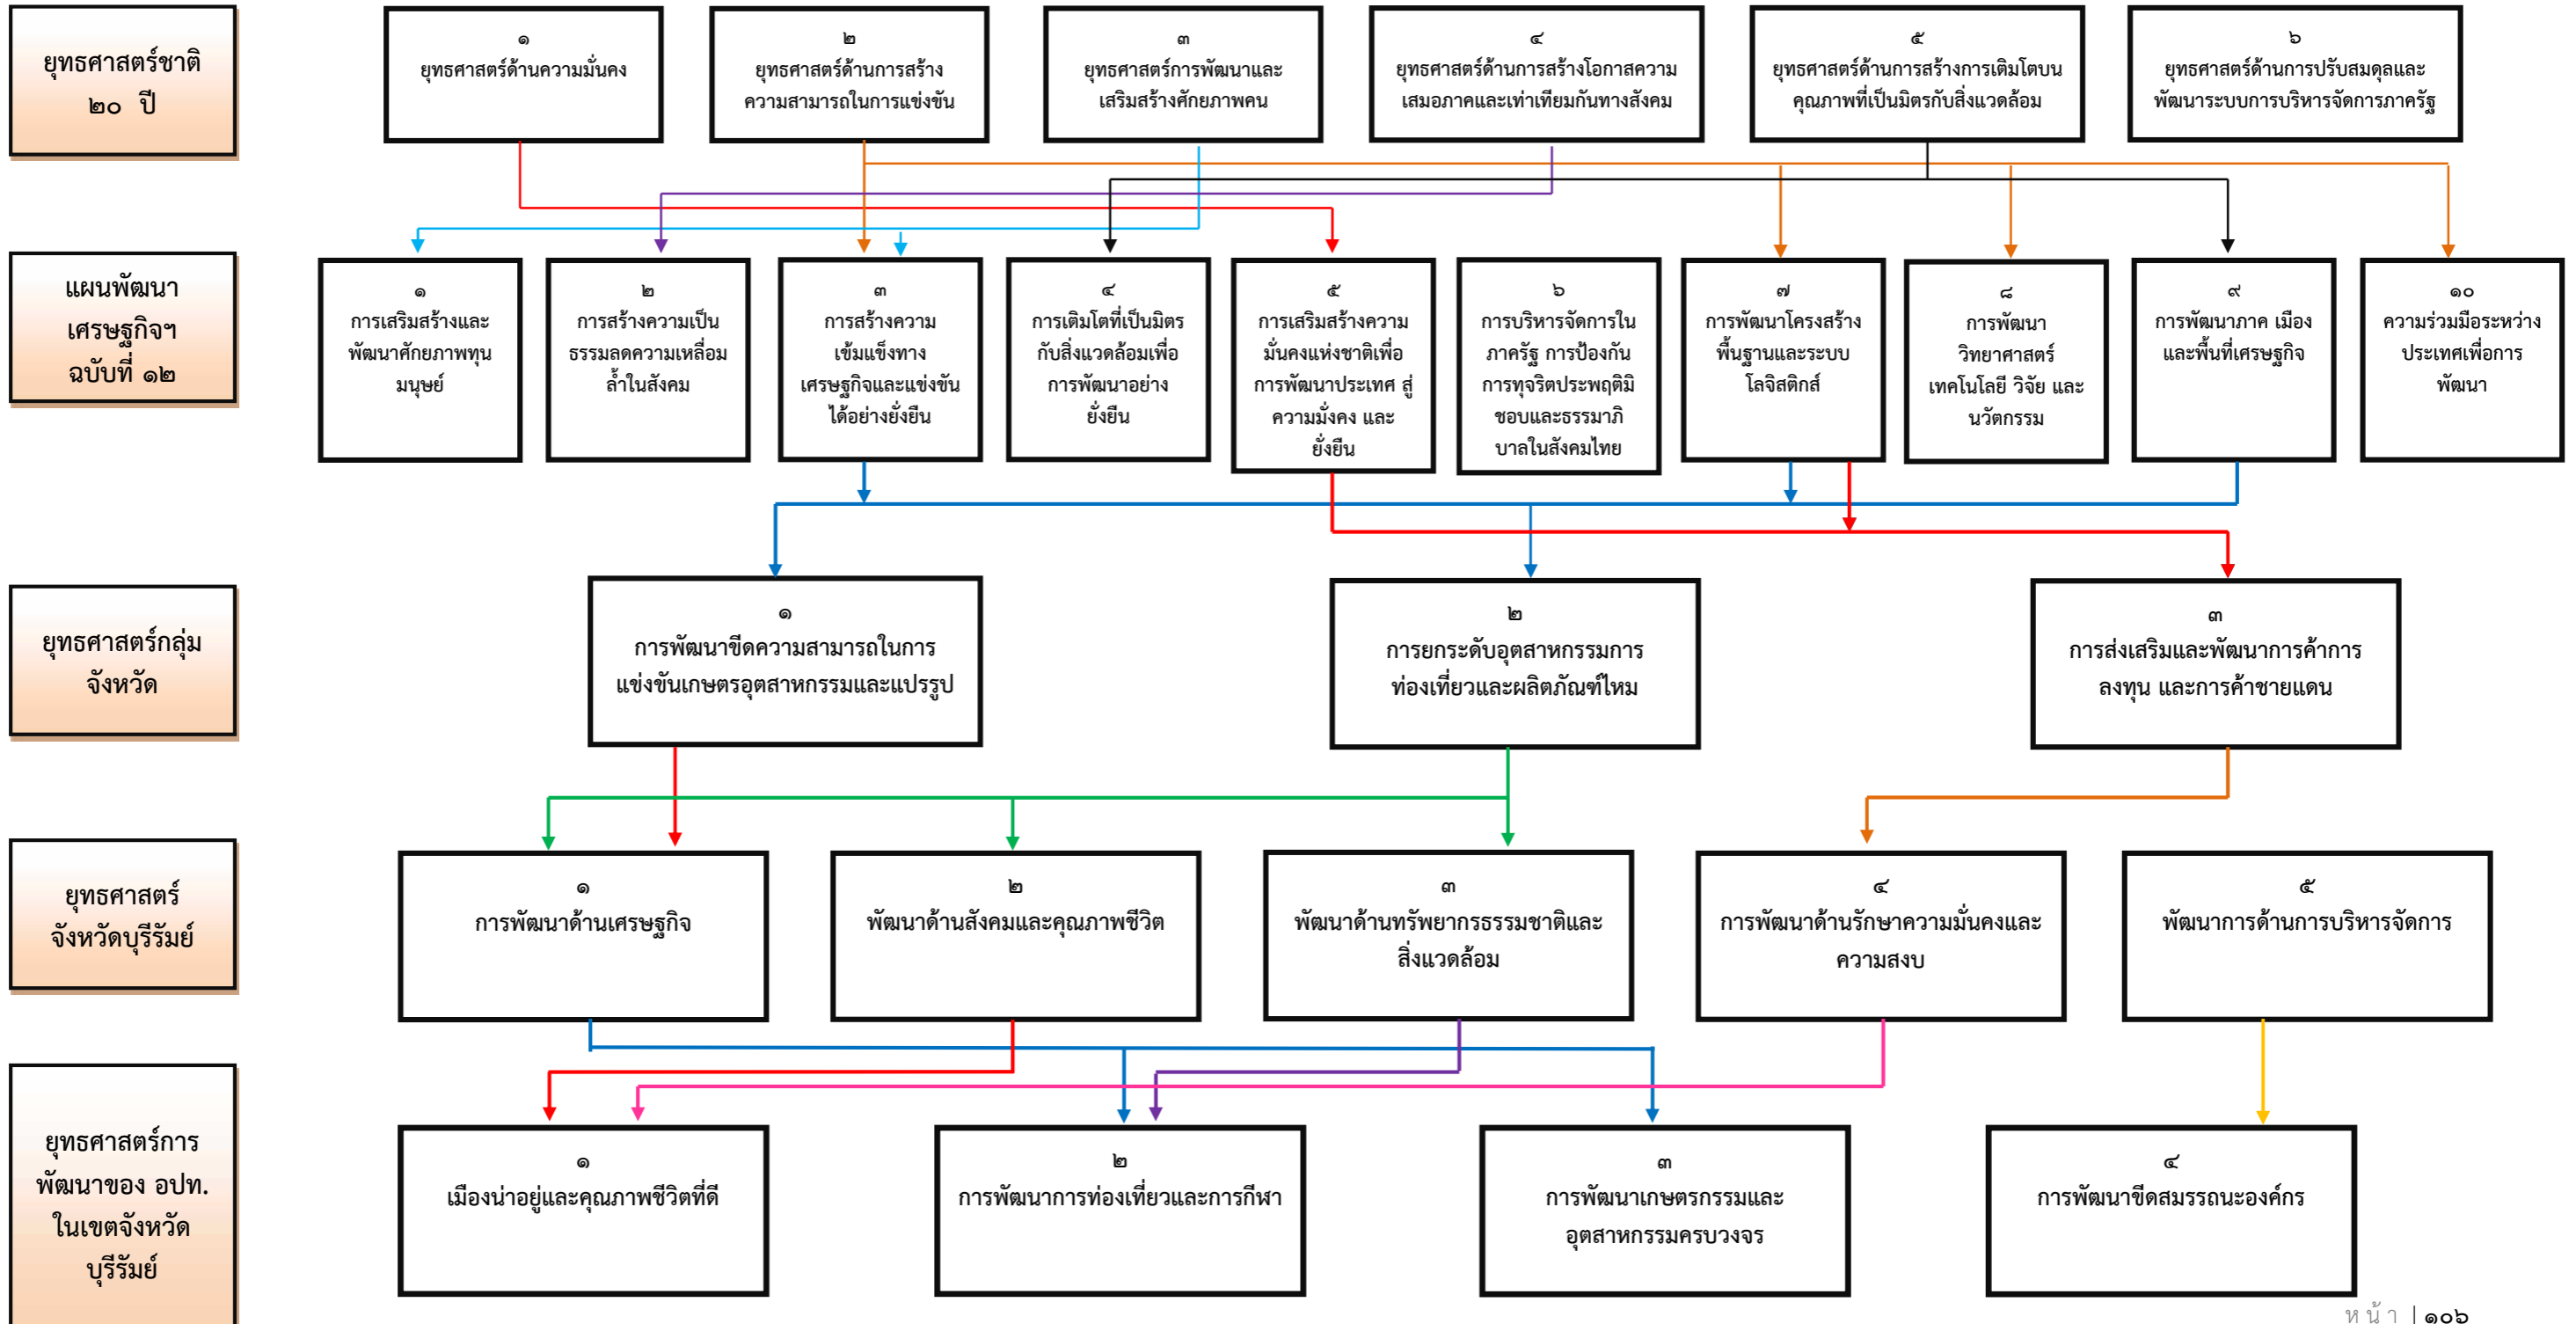 ยุทธศาสตร์ชาติ
๒๐ ปี
๑
ยุทธศาสตร์ด้านความมั่นคง
๒
ยุทธศาสตร์ด้านการสร้าง
ความสามารถในการแข่งขัน
๓
ยุทธศาสตร์การพัฒนาและ
เสริมสร้างศักยภาพคน
๔
ยุทธศาสตร์ด้านการสร้างโอกาสความ
เสมอภาคและเท่าเทียมกันทางสังคม
๕
ยุทธศาสตร์ด้านการสร้างการเติมโตบน
คุณภาพที่เป็นมิตรกับสิ่งแวดล้อม
๖
ยุทธศาสตร์ด้านการปรับสมดุลและ
พัฒนาระบบการบริหารจัดการภาครัฐ
แผนพัฒนา
เศรษฐกิจฯ
ฉบับที่ ๑๒
๑
การเสริมสร้างและ
พัฒนาศักยภาพทุน
มนุษย์
๒
การสร้างความเป็น
ธรรมลดความเหลื่อม
ล้ำในสังคม
๓
การสร้างความ
เข้มแข็งทาง
เศรษฐกิจและแข่งขัน
ได้อย่างยั่งยืน
๔
การเติมโตที่เป็นมิตร
กับสิ่งแวดล้อมเพื่อ
การพัฒนาอย่าง
ยั่งยืน
๕
การเสริมสร้างความ
มั่นคงแห่งชาติเพื่อ
การพัฒนาประเทศ สู่
ความมั่งคง และ
ยั่งยืน
๖
การบริหารจัดการใน
ภาครัฐ การป้องกัน
การทุจริตประพฤติมิ
ชอบและธรรมาภิ
บาลในสังคมไทย
๗
การพัฒนาโครงสร้าง
พื้นฐานและระบบ
โลจิสติกส์
๘
การพัฒนา
วิทยาศาสตร์
เทคโนโลยี วิจัย และ
นวัตกรรม
๙
การพัฒนาภาค เมือง
และพื้นที่เศรษฐกิจ
๑๐
ความร่วมมือระหว่าง
ประเทศเพื่อการ
พัฒนา
ยุทธศาสตร์กลุ่ม
จังหวัด
๑
การพัฒนาขีดความสามารถในการ
แข่งขันเกษตรอุตสาหกรรมและแปรรูป
๒
การยกระดับอุตสาหกรรมการ
ท่องเที่ยวและผลิตภัณฑ์ไหม
๓
การส่งเสริมและพัฒนาการค้าการ
ลงทุน และการค้าชายแดน
ยุทธศาสตร์
จังหวัดบุรีรัมย์
๑
การพัฒนาด้านเศรษฐกิจ
๒
พัฒนาด้านสังคมและคุณภาพชีวิต
๓
พัฒนาด้านทรัพยากรธรรมชาติและ
สิ่งแวดล้อม
๔
การพัฒนาด้านรักษาความมั่นคงและ
ความสงบ
๕
พัฒนาการด้านการบริหารจัดการ
ยุทธศาสตร์การ
พัฒนาของ อปท.
ในเขตจังหวัด
บุรีรัมย์
๑
เมืองน่าอยู่และคุณภาพชีวิตที่ดี
๒
การพัฒนาการท่องเที่ยวและการกีฬา
๓
การพัฒนาเกษตรกรรมและ
อุตสาหกรรมครบวงจร
๔
การพัฒนาขีดสมรรถนะองค์กร
หน้า | ๑๐๖